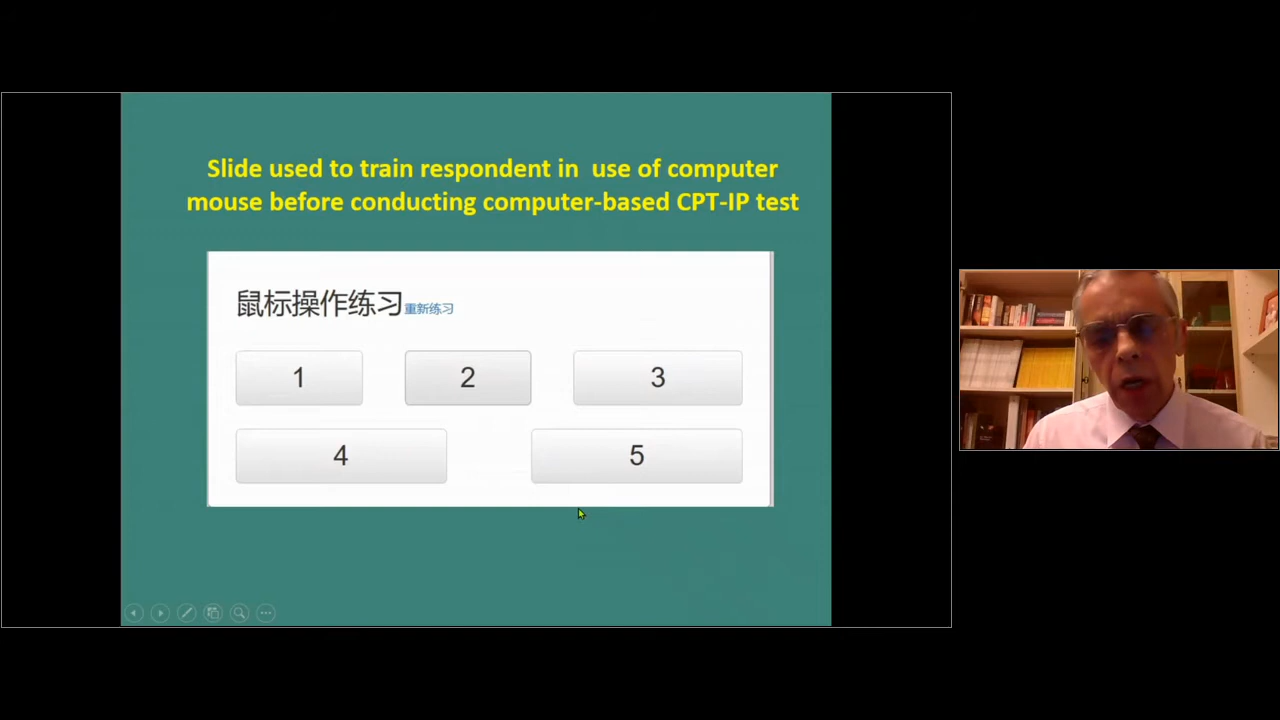 Slide used to train respondent in use of computer
mouse before conducting computer-based CPT-IP test
鼠标操作练习 重新练习
1 2 3
4 5